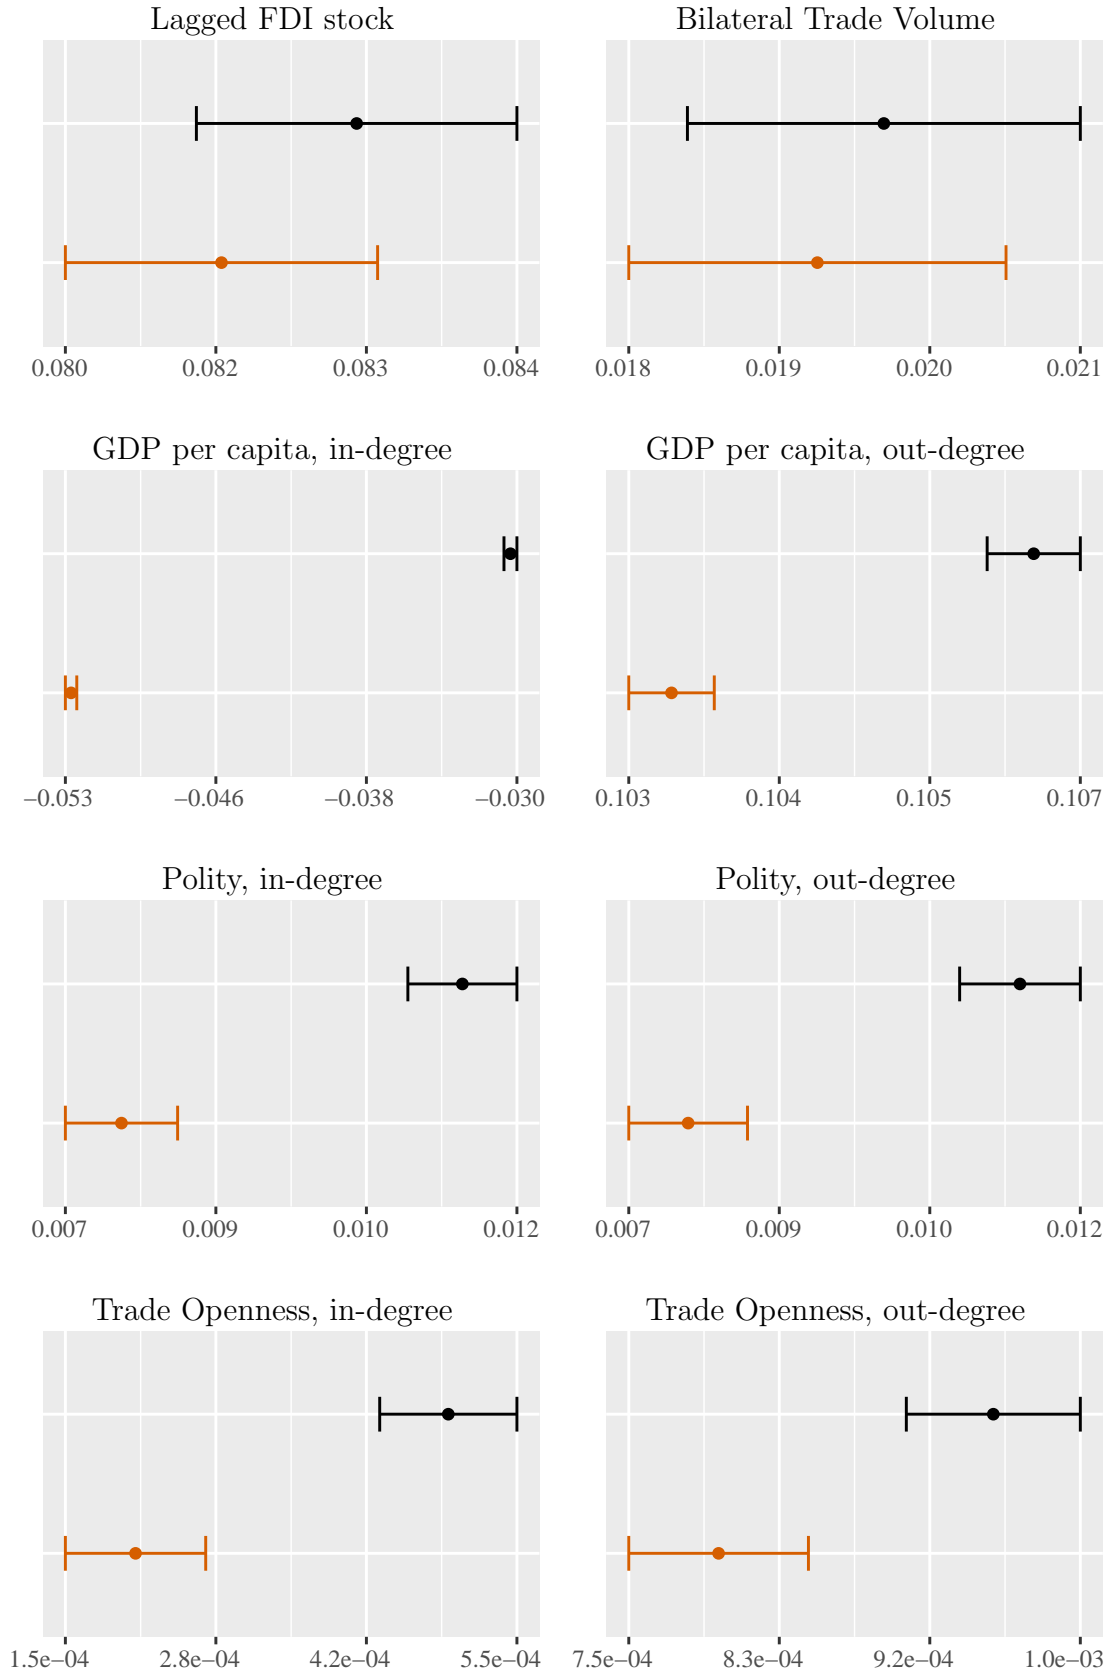 Lagged FDI stock
Bilateral Trade Volume
0.080 0.082 0.083 0.084
0.018 0.019 0.020 0.021
GDP per capita, in-degree
GDP per capita, out-degree
−0.053 −0.046 −0.038 −0.030
0.103 0.104 0.105 0.107
Polity, in-degree
Polity, out-degree
0.007 0.009 0.010 0.012
0.007 0.009 0.010 0.012
Trade Openness, in-degree
Trade Openness, out-degree
1.5e−04 2.8e−04 4.2e−04 5.5e−04
7.5e−04 8.3e−04 9.2e−04 1.0e−03